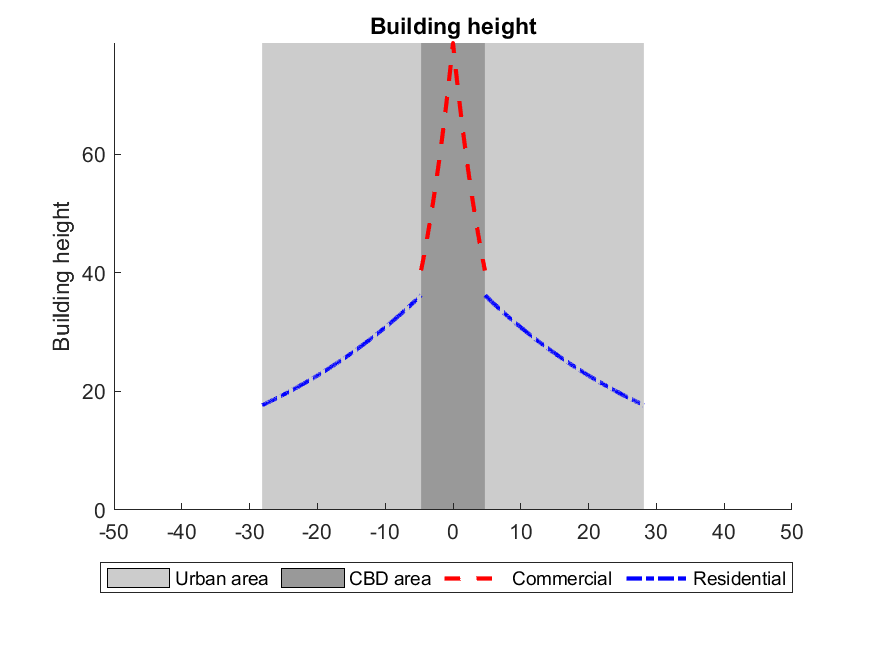 Building height
Building height
60
40
20
0
-50 -40 -30 -20 -10 0 10 20 30 40 50
Urban area CBD area Commercial Residential